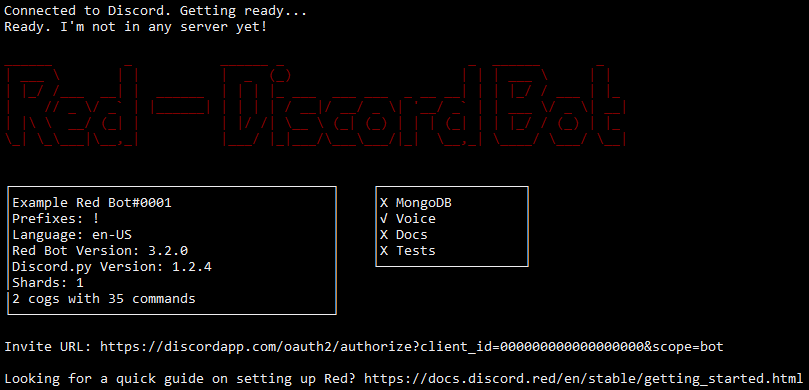 Connected to Discord. Getting ready...
Ready. I'm not in any server yet!
Red - Discord Bot
Example Red Bot#0001
Prefixes: !
Language: en-US
Red Bot Version: 3.2.0
Discord.py Version: 1.2.4
Shards: 1
2 cogs with 35 commands
X MongoDB
√ Voice
X Docs
X Tests
Invite URL: https://discordapp.com/oauth2/authorize?client_id=000000000000000000&scope=bot
Looking for a quick guide on setting up Red? https://docs.discord.red/en/stable/getting_started.html